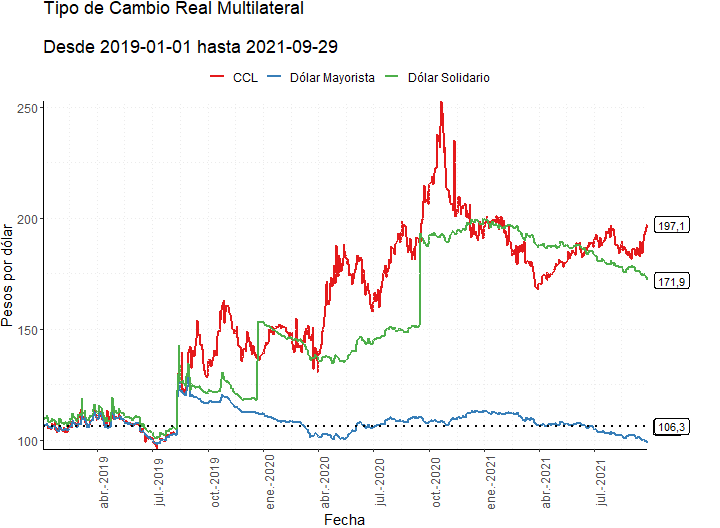 Tipo de Cambio Real Multilateral
Desde 2019-01-01 hasta 2021-09-29
CCL Dólar Mayorista Dólar Solidario
Pesos por dólar
250
200
150
100
197,1
171,9
106,3
abr.-2019 jul.-2019 oct.-2019 ene.-2020 abr.-2020 jul.-2020 oct.-2020 ene.-2021 abr.-2021 jul.-2021
Fecha